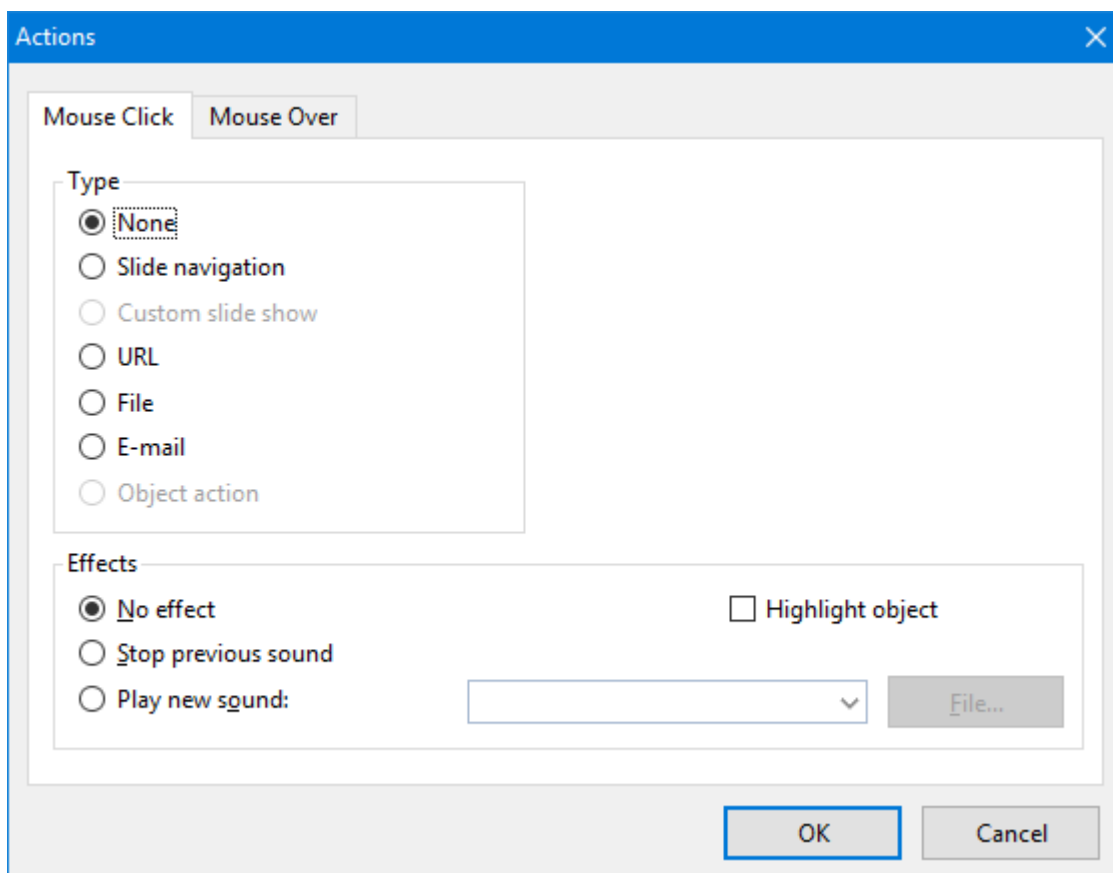 Actions
Mouse Click Mouse Over
Type
None
Slide navigation
Custom slide show
URL
File
E-mail
Object action
Effects
No effect Highlight object
Stop previous sound
Play new sound: File...
OK Cancel